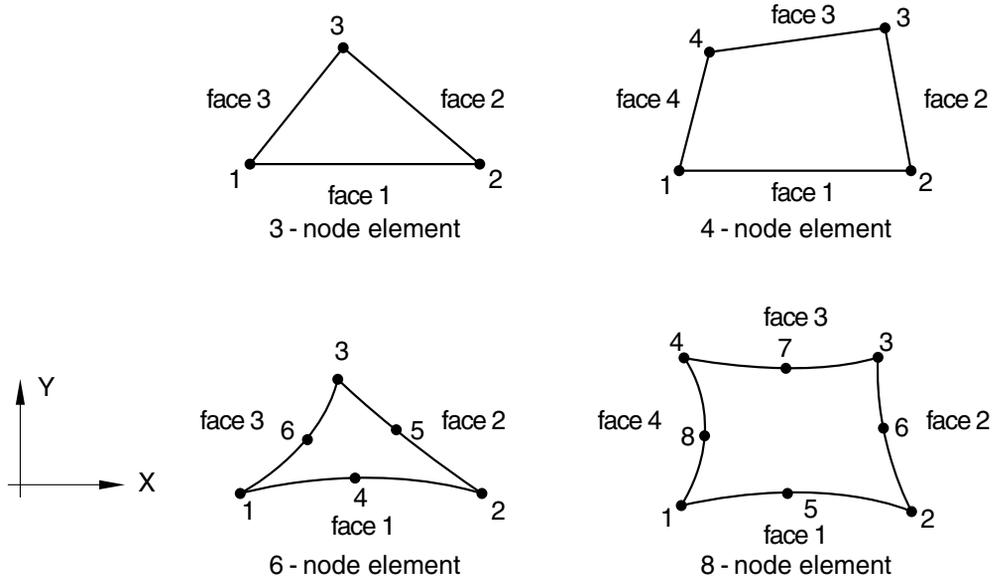 3
face 3
face 2
1
2
face 1
3 - node element
face 3
4
3
face 4
face 2
1
2
face 1
4 - node element
Y
X
3
face 3
6
5
face 2
1
4
2
face 1
6 - node element
face 3
4
7
3
face 4
8
6
face 2
1
5
2
face 1
8 - node element